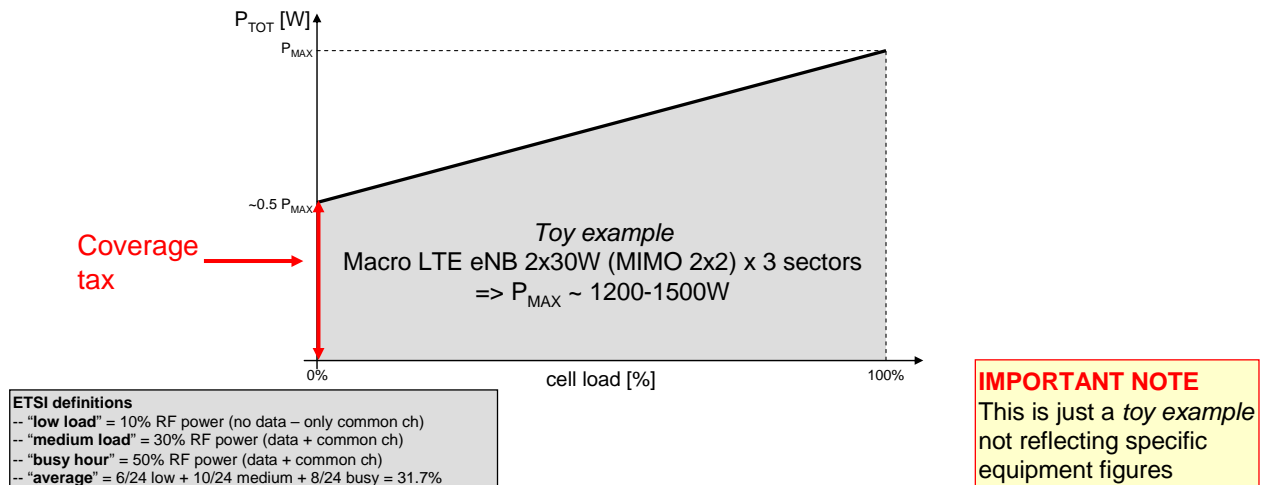 P_TOT [W]
P_MAX
~0.5 P_MAX
Coverage
tax
Toy example
Macro LTE eNB 2x30W (MIMO 2x2) x 3 sectors
=> P_MAX ~ 1200-1500W
0%
cell load [%]
100%
ETSI definitions
-- “low load” = 10% RF power (no data – only common ch)
-- “medium load” = 30% RF power (data + common ch)
-- “busy hour” = 50% RF power (data + common ch)
-- “average” = 6/24 low + 10/24 medium + 8/24 busy = 31.7%
IMPORTANT NOTE
This is just a toy example
not reflecting specific
equipment figures